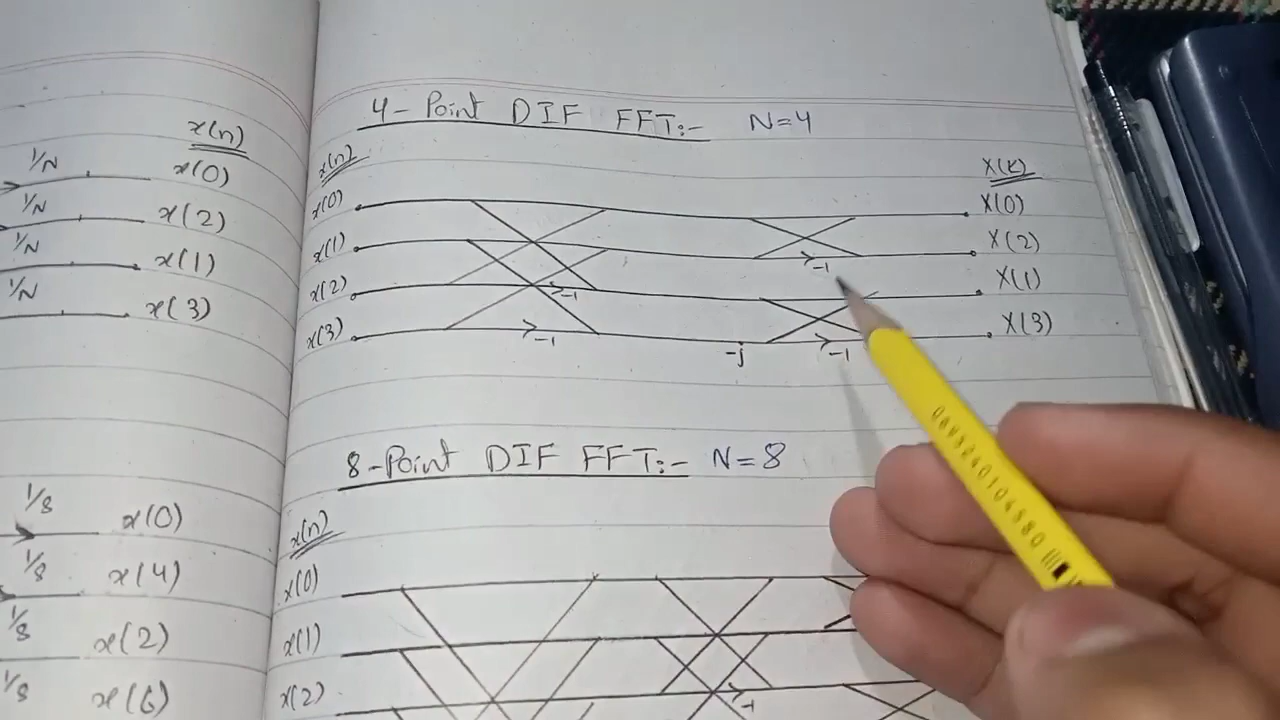 x(n)
1/N x(0)
1/N x(2)
1/N x(1)
1/N x(3)
1/8 x(0)
1/8 x(4)
1/8 x(2)
1/8 x(6)
4-Point DIF FFT:- N=4
x(n) X(k)
x(0) X(0)
x(1) X(2)
-1
x(2) -1 X(1)
x(3) -1 -j -1 X(3)
8-Point DIF FFT:- N=8
x(n)
x(0)
x(1)
x(2)
-1